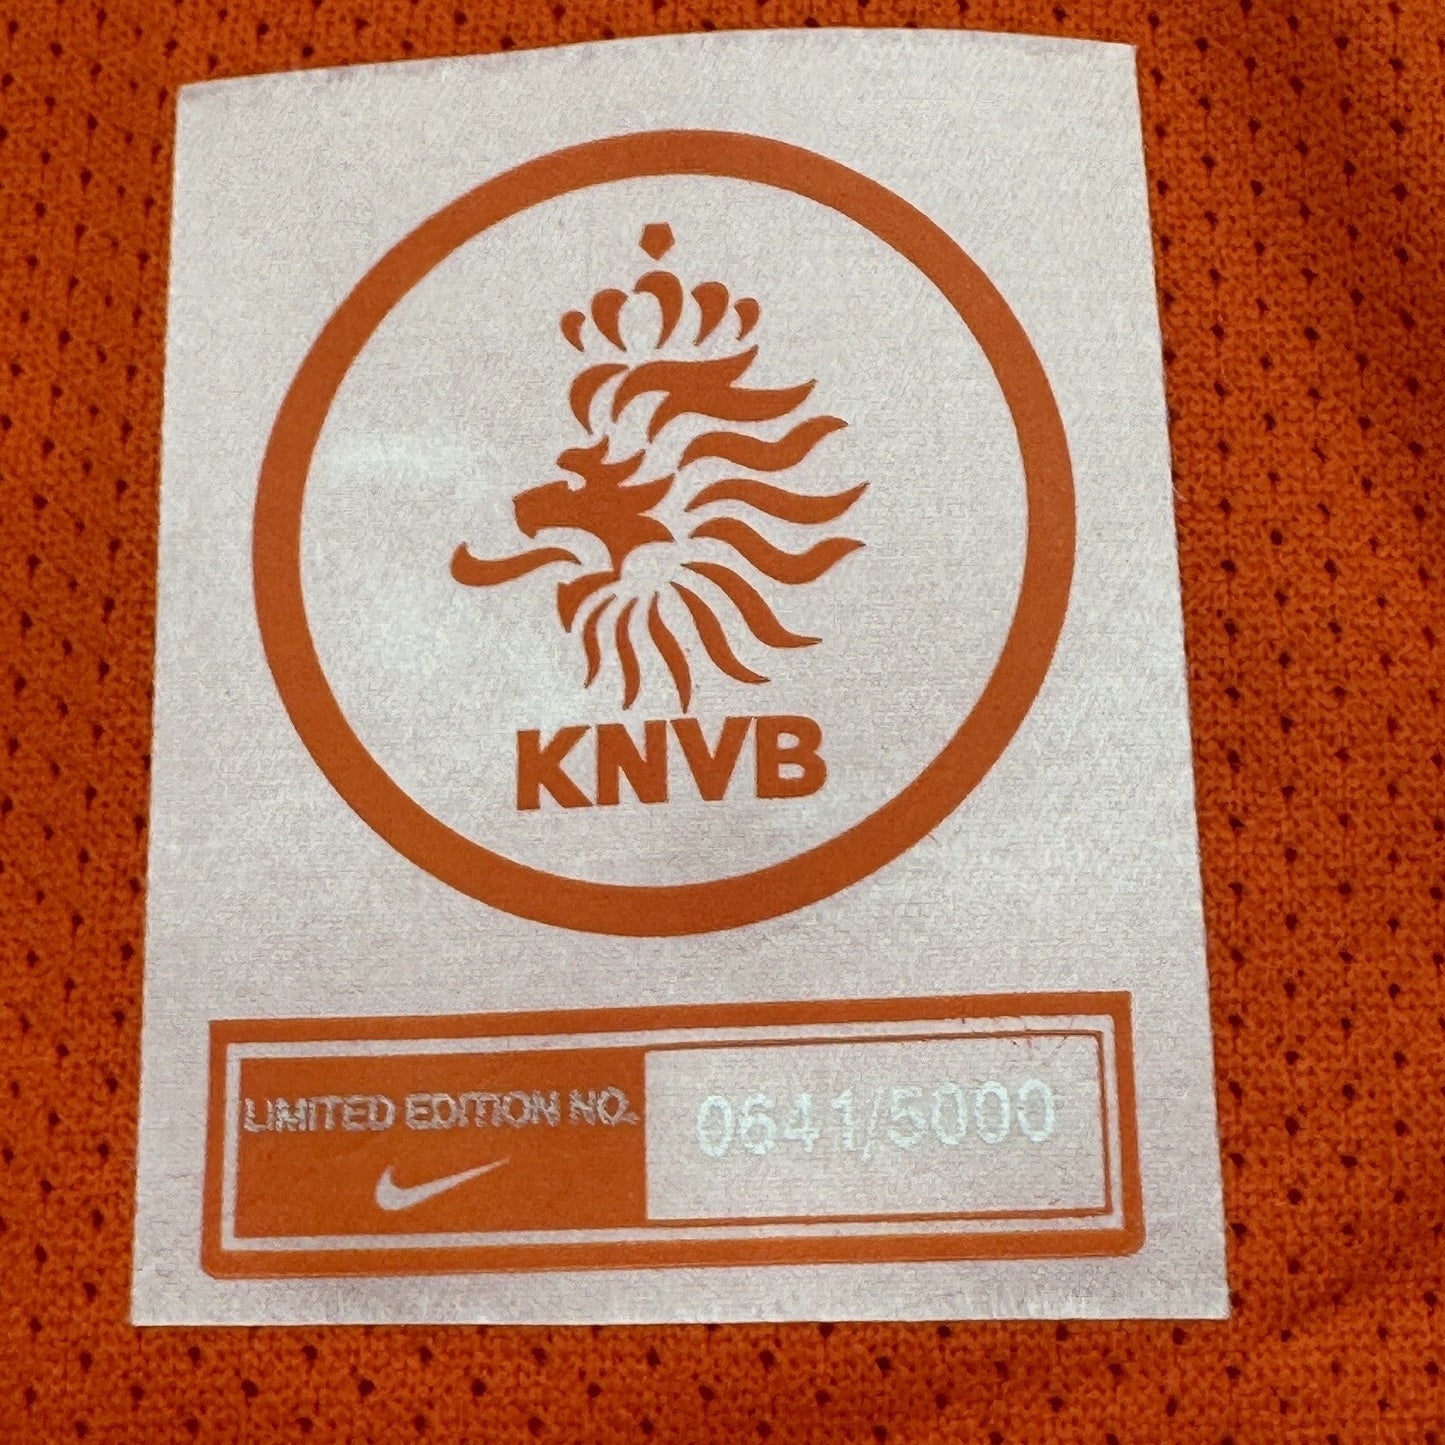 KNVB
LIMITED EDITION NO.
0641/5000